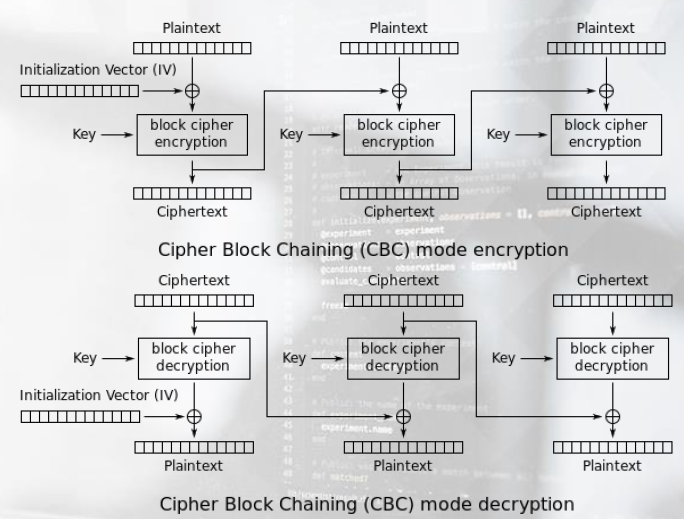 Plaintext Plaintext Plaintext
Initialization Vector (IV)
Key block cipher encryption Key block cipher encryption Key block cipher encryption
Ciphertext Ciphertext Ciphertext
Cipher Block Chaining (CBC) mode encryption
Ciphertext Ciphertext Ciphertext
Key block cipher decryption Key block cipher decryption Key block cipher decryption
Initialization Vector (IV)
Plaintext Plaintext Plaintext
Cipher Block Chaining (CBC) mode decryption